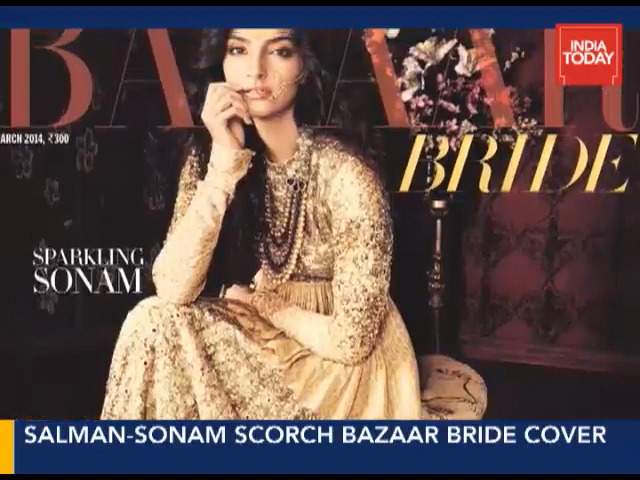 BAZAAR
INDIA
TODAY
ARCH 2014, ₹300
BRIDE
SPARKLING
SONAM
SALMAN-SONAM SCORCH BAZAAR BRIDE COVER